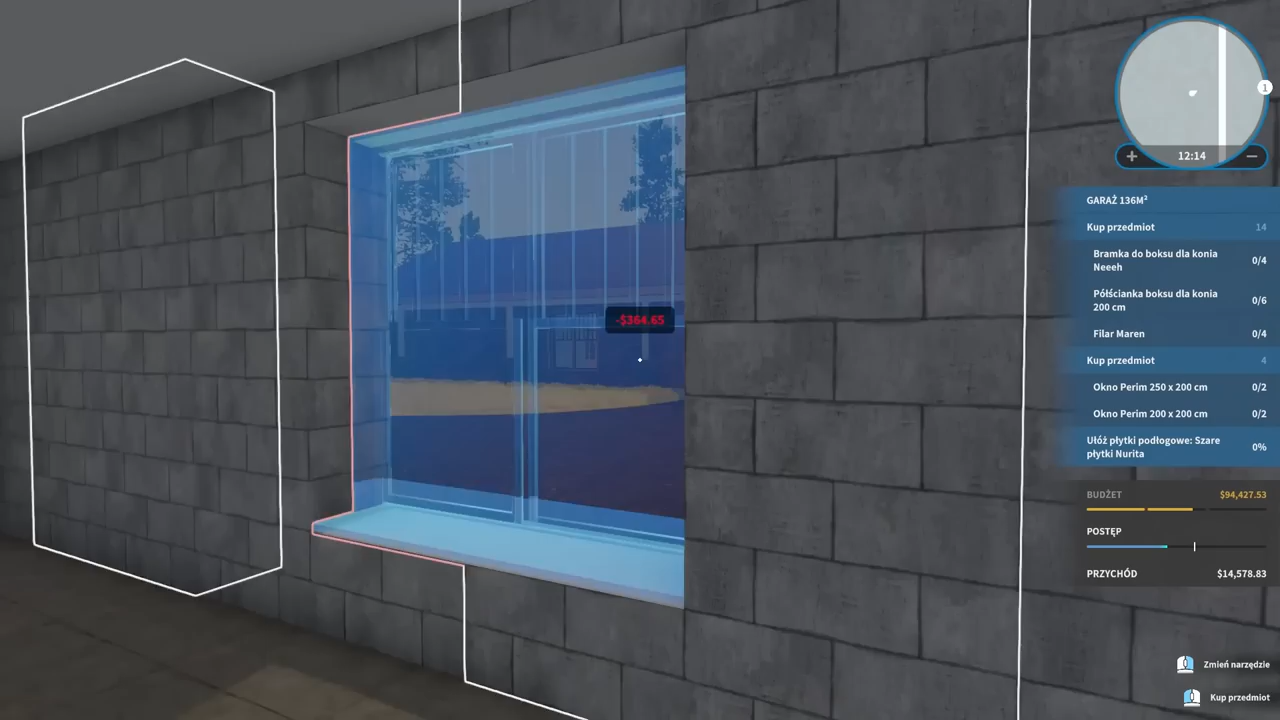 1
+ 12:14 −
GARAŻ 136M²
Kup przedmiot 14
Bramka do boksu dla konia
Neeeh 0/4
Półścianka boksu dla konia
200 cm 0/6
Filar Maren 0/4
Kup przedmiot 4
Okno Perim 250 x 200 cm 0/2
Okno Perim 200 x 200 cm 0/2
Ułóż płytki podłogowe: Szare
płytki Nurita 0%
-$364.65
BUDŻET $94,427.53
POSTĘP
PRZYCHÓD $14,578.83
Zmień narzędzie
Kup przedmiot